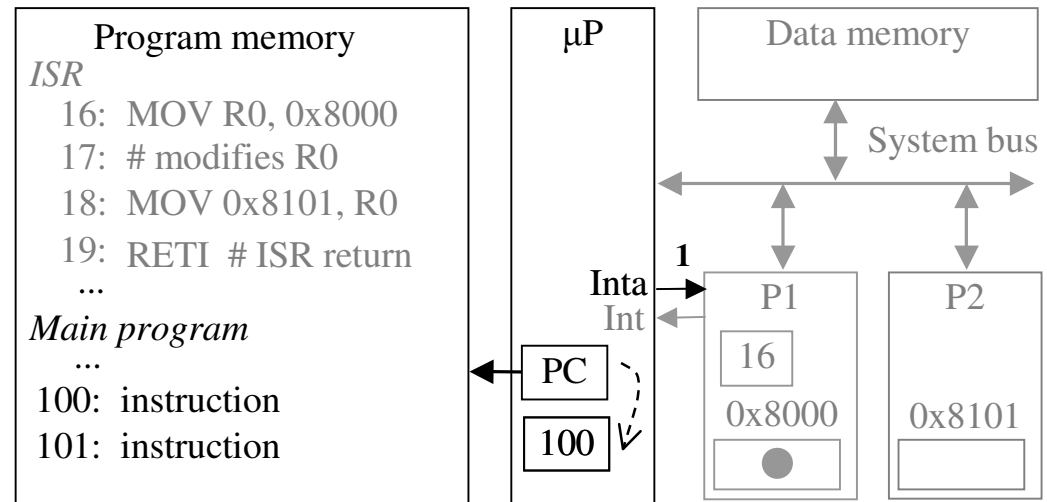 Program memory
ISR
16: MOV R0, 0x8000
17: # modifies R0
18: MOV 0x8101, R0
19: RETI # ISR return
...
Main program
...
100: instruction
101: instruction
μP
Inta
Int
PC
100
1
Data memory
System bus
P1
16
0x8000
P2
0x8101